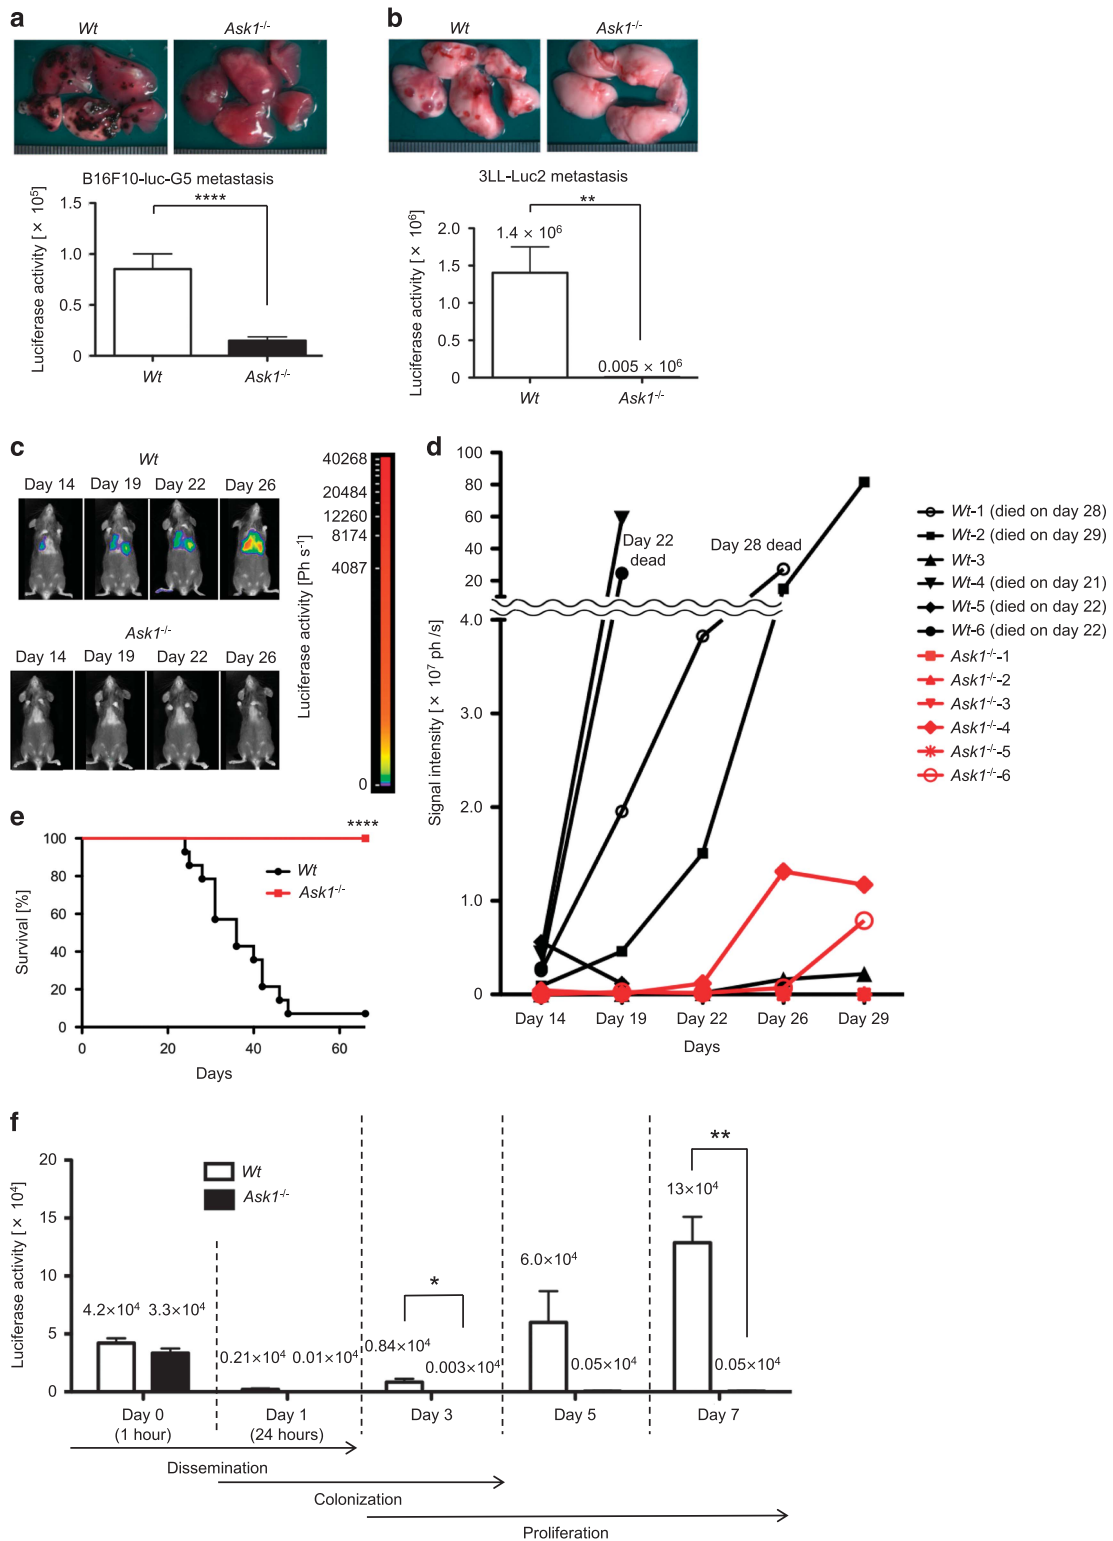 a
Wt
Ask1-/-
B16F10-luc-G5 metastasis
Luciferase activity [× 10⁵]
1.5
1.0
0.5
0
****
Wt
Ask1-/-
b
Wt
Ask1-/-
3LL-Luc2 metastasis
Luciferase activity [× 10⁶]
2.0
1.5
1.0
0.5
0
**
1.4 × 10⁶
0.005 × 10⁶
Wt
Ask1-/-
c
Wt
Day 14 Day 19 Day 22 Day 26
Ask1-/-
Day 14 Day 19 Day 22 Day 26
Luciferase activity [Ph s⁻¹]
40268
20484
12260
8174
4087
0
d
Signal intensity [× 10⁷ ph /s]
100
80
60
40
20
4.0
3.0
2.0
1.0
0
Day 22
dead
Day 28 dead
Day 14 Day 19 Day 22 Day 26 Day 29
Days
Wt-1 (died on day 28)
Wt-2 (died on day 29)
Wt-3
Wt-4 (died on day 21)
Wt-5 (died on day 22)
Wt-6 (died on day 22)
Ask1-/--1
Ask1-/--2
Ask1-/--3
Ask1-/--4
Ask1-/--5
Ask1-/--6
e
Survival [%]
100
80
60
40
20
0
****
Wt
Ask1-/-
0 20 40 60
Days
f
Luciferase activity [× 10⁴]
20
15
10
5
0
Wt
Ask1-/-
4.2×10⁴ 3.3×10⁴
0.21×10⁴ 0.01×10⁴
*
0.84×10⁴
0.003×10⁴
6.0×10⁴
0.05×10⁴
**
13×10⁴
0.05×10⁴
Day 0 Day 1 Day 3 Day 5 Day 7
(1 hour) (24 hours)
Dissemination
Colonization
Proliferation